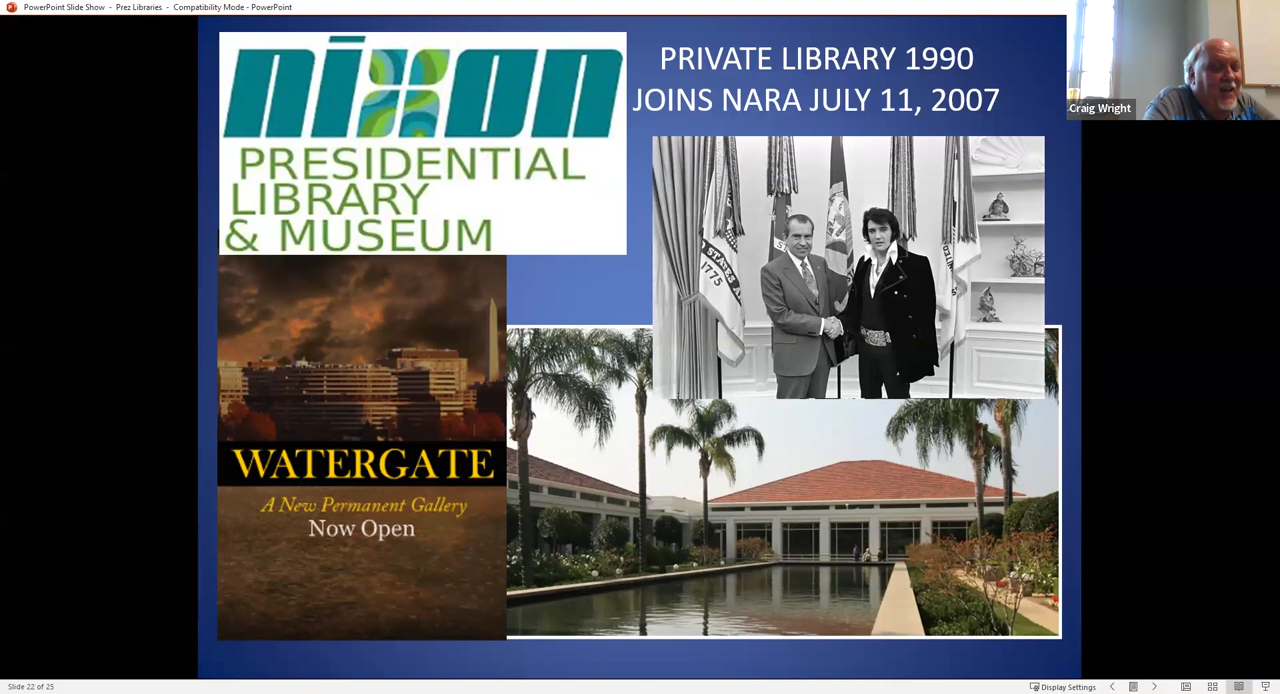 PowerPoint Slide Show - Prez Libraries - Compatibility Mode - PowerPoint
nixon
PRESIDENTIAL
LIBRARY
& MUSEUM
PRIVATE LIBRARY 1990
JOINS NARA JULY 11, 2007
Craig Wright
1775
WATERGATE
A New Permanent Gallery
Now Open
Slide 22 of 25
Display Settings